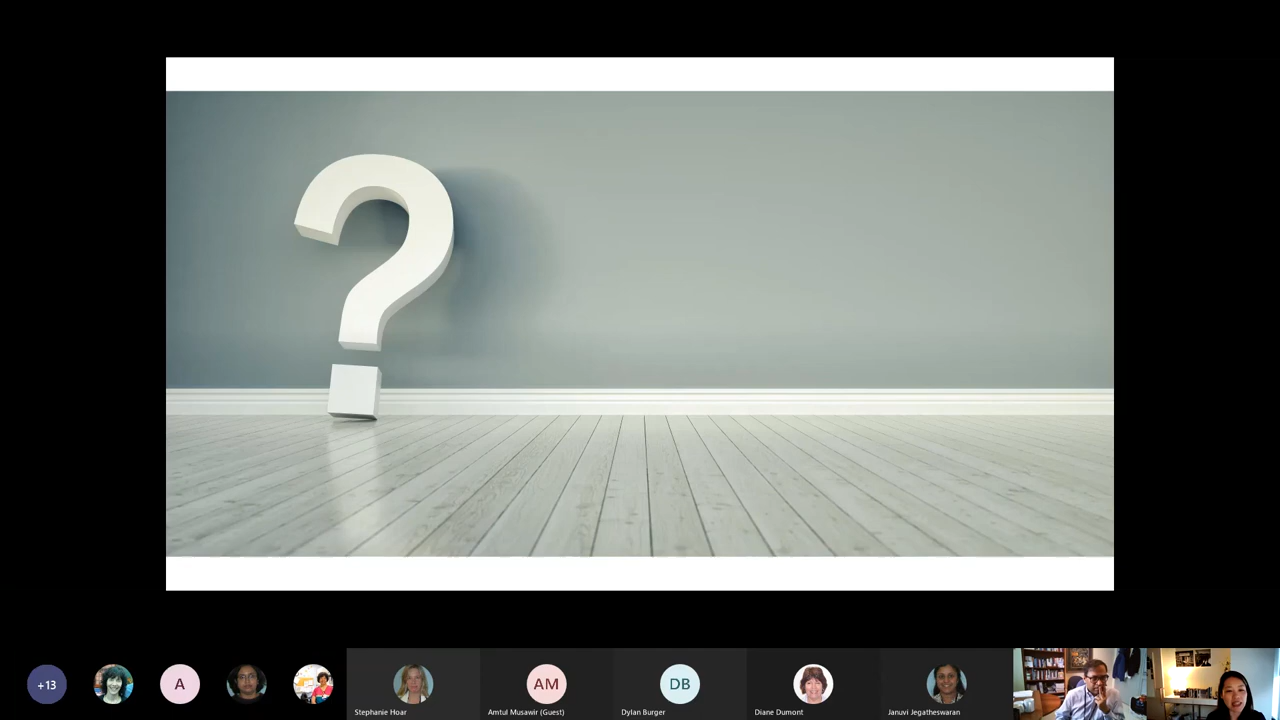 ?
+13
A
Stephanie Hoar
AM
Amtul Musawir (Guest)
DB
Dylan Burger
Diane Dumont
Januvi Jegatheswaran